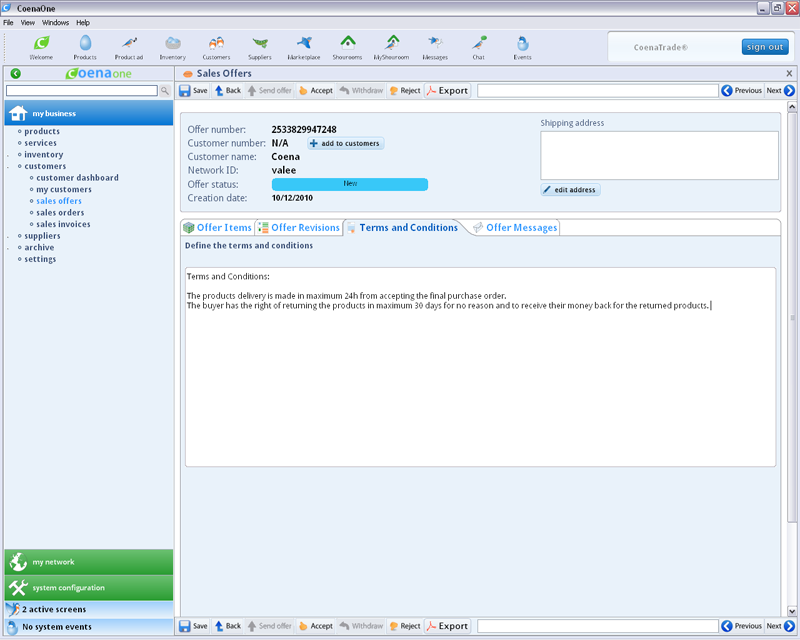 CoenaOne
File View Windows Help
Welcome Products Product ad Inventory Customers Suppliers Marketplace Showrooms MyShowroom Messages Chat Events
CoenaTrade® sign out
Coenaone
Sales Offers X
Save Back Send offer Accept Withdraw Reject Export Previous Next
my business
products
services
inventory
customers
customer dashboard
my customers
sales offers
sales orders
sales invoices
suppliers
archive
settings
Offer number: 2533829947248
Customer number: N/A add to customers
Customer name: Coena
Network ID: valee
Offer status: New
Creation date: 10/12/2010
Shipping address
edit address
Offer Items Offer Revisions Terms and Conditions Offer Messages
Define the terms and conditions
Terms and Conditions:
The products delivery is made in maximum 24h from accepting the final purchase order.
The buyer has the right of returning the products in maximum 30 days for no reason and to receive their money back for the returned products.
my network
system configuration
2 active screens
No system events
Save Back Send offer Accept Withdraw Reject Export Previous Next